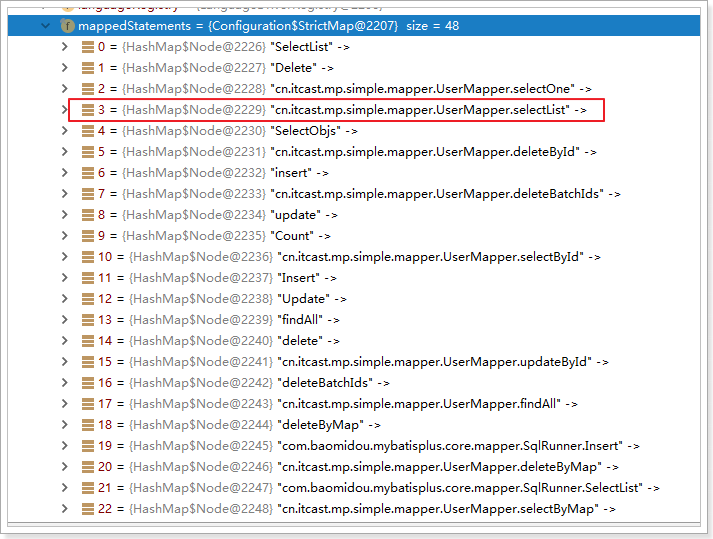 mappedStatements = {Configuration$StrictMap@2207} size = 48
0 = {HashMap$Node@2226} "SelectList" ->
1 = {HashMap$Node@2227} "Delete" ->
2 = {HashMap$Node@2228} "cn.itcast.mp.simple.mapper.UserMapper.selectOne" ->
3 = {HashMap$Node@2229} "cn.itcast.mp.simple.mapper.UserMapper.selectList" ->
4 = {HashMap$Node@2230} "SelectObjs" ->
5 = {HashMap$Node@2231} "cn.itcast.mp.simple.mapper.UserMapper.deleteById" ->
6 = {HashMap$Node@2232} "insert" ->
7 = {HashMap$Node@2233} "cn.itcast.mp.simple.mapper.UserMapper.deleteBatchIds" ->
8 = {HashMap$Node@2234} "update" ->
9 = {HashMap$Node@2235} "Count" ->
10 = {HashMap$Node@2236} "cn.itcast.mp.simple.mapper.UserMapper.selectById" ->
11 = {HashMap$Node@2237} "Insert" ->
12 = {HashMap$Node@2238} "Update" ->
13 = {HashMap$Node@2239} "findAll" ->
14 = {HashMap$Node@2240} "delete" ->
15 = {HashMap$Node@2241} "cn.itcast.mp.simple.mapper.UserMapper.updateById" ->
16 = {HashMap$Node@2242} "deleteBatchIds" ->
17 = {HashMap$Node@2243} "cn.itcast.mp.simple.mapper.UserMapper.findAll" ->
18 = {HashMap$Node@2244} "deleteByMap" ->
19 = {HashMap$Node@2245} "com.baomidou.mybatisplus.core.mapper.SqlRunner.Insert" ->
20 = {HashMap$Node@2246} "cn.itcast.mp.simple.mapper.UserMapper.deleteByMap" ->
21 = {HashMap$Node@2247} "com.baomidou.mybatisplus.core.mapper.SqlRunner.SelectList" ->
22 = {HashMap$Node@2248} "cn.itcast.mp.simple.mapper.UserMapper.selectByMap" ->